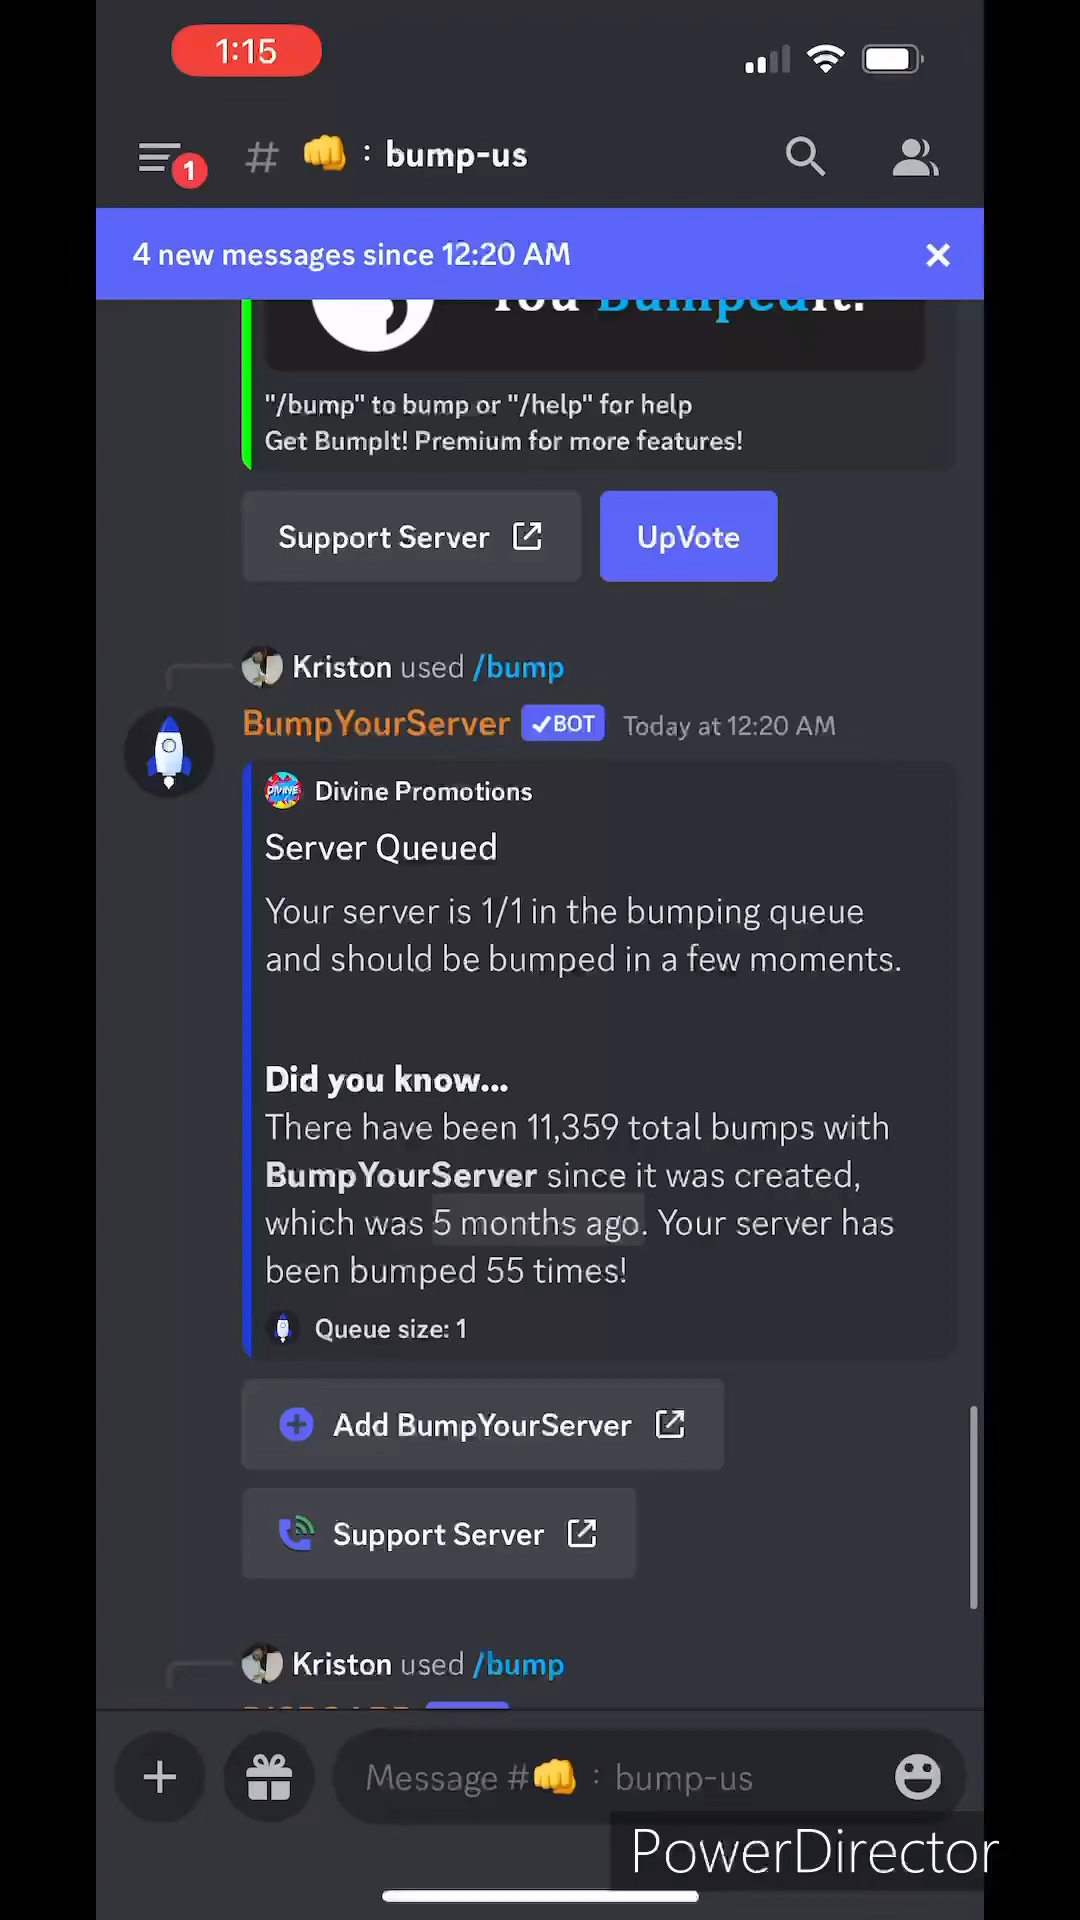 1:15
1
# 👊 : bump-us
4 new messages since 12:20 AM
You BumpedIt!
"/bump" to bump or "/help" for help
Get BumpIt! Premium for more features!
Support Server
UpVote
Kriston used /bump
BumpYourServer ✓BOT Today at 12:20 AM
DIVINE
Divine Promotions
Server Queued
Your server is 1/1 in the bumping queue
and should be bumped in a few moments.
Did you know...
There have been 11,359 total bumps with
BumpYourServer since it was created,
which was 5 months ago. Your server has
been bumped 55 times!
Queue size: 1
Add BumpYourServer
Support Server
Kriston used /bump
Message #👊 : bump-us
PowerDirector